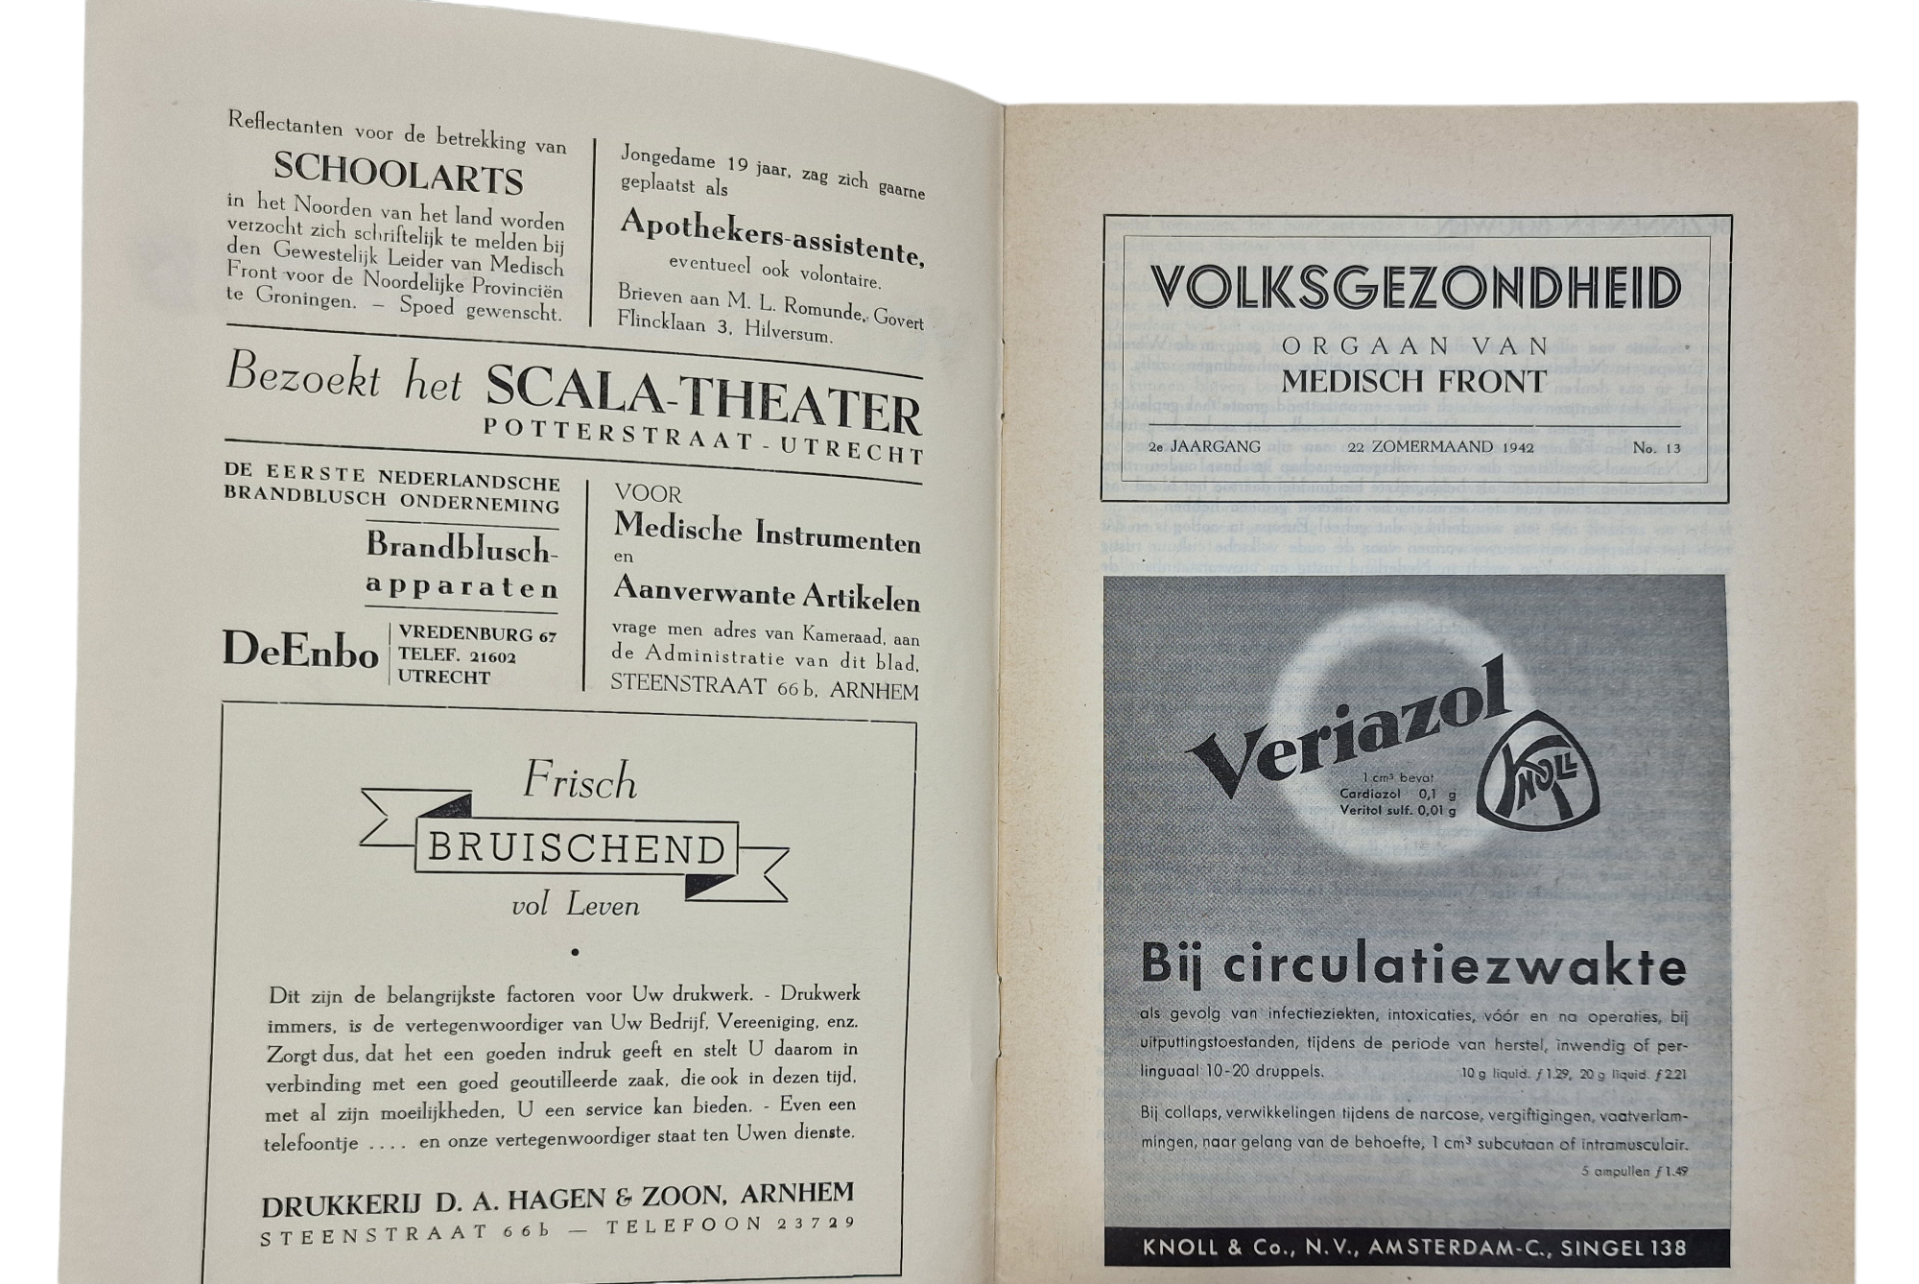 Reflectanten voor de betrekking van
SCHOOLARTS
in het Noorden van het land worden
verzocht zich schriftelijk te melden bij
den Gewestelijk Leider van Medisch
Front voor de Noordelijke Provinciën
te Groningen. — Spoed gewenscht.
Jongedame 19 jaar, zag zich gaarne
geplaatst als
Apothekers-assistente,
eventueel ook volontaire.
Brieven aan M. L. Romunde, Govert
Flincklaan 3, Hilversum.
Bezoekt het SCALA-THEATER
POTTERSTRAAT - UTRECHT
DE EERSTE NEDERLANDSCHE
BRANDBLUSCH ONDERNEMING
Brandblusch-
apparaten
DeEnbo
VREDENBURG 67
TELEF. 21602
UTRECHT
VOOR
Medische Instrumenten
en
Aanverwante Artikelen
vrage men adres van Kameraad, aan
de Administratie van dit blad,
STEENSTRAAT 66 b, ARNHEM
Frisch
BRUISCHEND
vol Leven
•
Dit zijn de belangrijkste factoren voor Uw drukwerk. - Drukwerk
immers, is de vertegenwoordiger van Uw Bedrijf, Vereeniging, enz.
Zorgt dus, dat het een goeden indruk geeft en stelt U daarom in
verbinding met een goed geoutilleerde zaak, die ook in dezen tijd,
met al zijn moeilijkheden, U een service kan bieden. - Even een
telefoontje .... en onze vertegenwoordiger staat ten Uwen dienste.
DRUKKERIJ D. A. HAGEN & ZOON, ARNHEM
STEENSTRAAT 66b — TELEFOON 23729
VOLKSGEZONDHEID
ORGAAN VAN
MEDISCH FRONT
2e JAARGANG 22 ZOMERMAAND 1942 No. 13
Veriazol
1 cm³ bevat
Cardiazol 0,1 g
Veritol sulf. 0,01 g
KNOLL
Bij circulatiezwakte
als gevolg van infectieziekten, intoxicaties, vóór en na operaties, bij
uitputtingstoestanden, tijdens de periode van herstel, inwendig of per-
linguaal 10-20 druppels. 10 g liquid. ƒ 1.29, 20 g liquid. ƒ 2.21
Bij collaps, verwikkelingen tijdens de narcose, vergiftigingen, vaatverlam-
mingen, naar gelang van de behoefte, 1 cm³ subcutaan of intramusculair.
5 ampullen ƒ 1.49
KNOLL & Co., N.V., AMSTERDAM-C., SINGEL 138